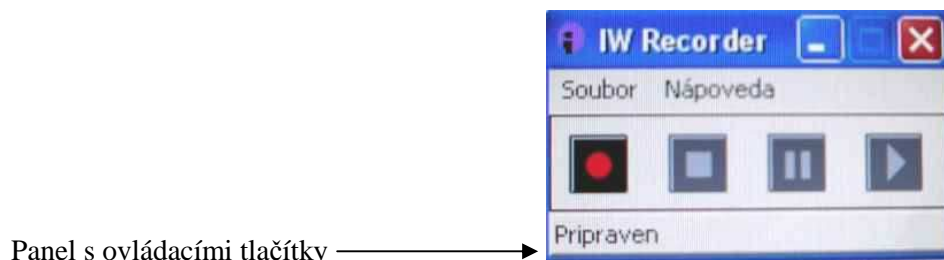 IW Recorder
Soubor Nápoveda
Pripraven
Panel s ovládacími tlačítky